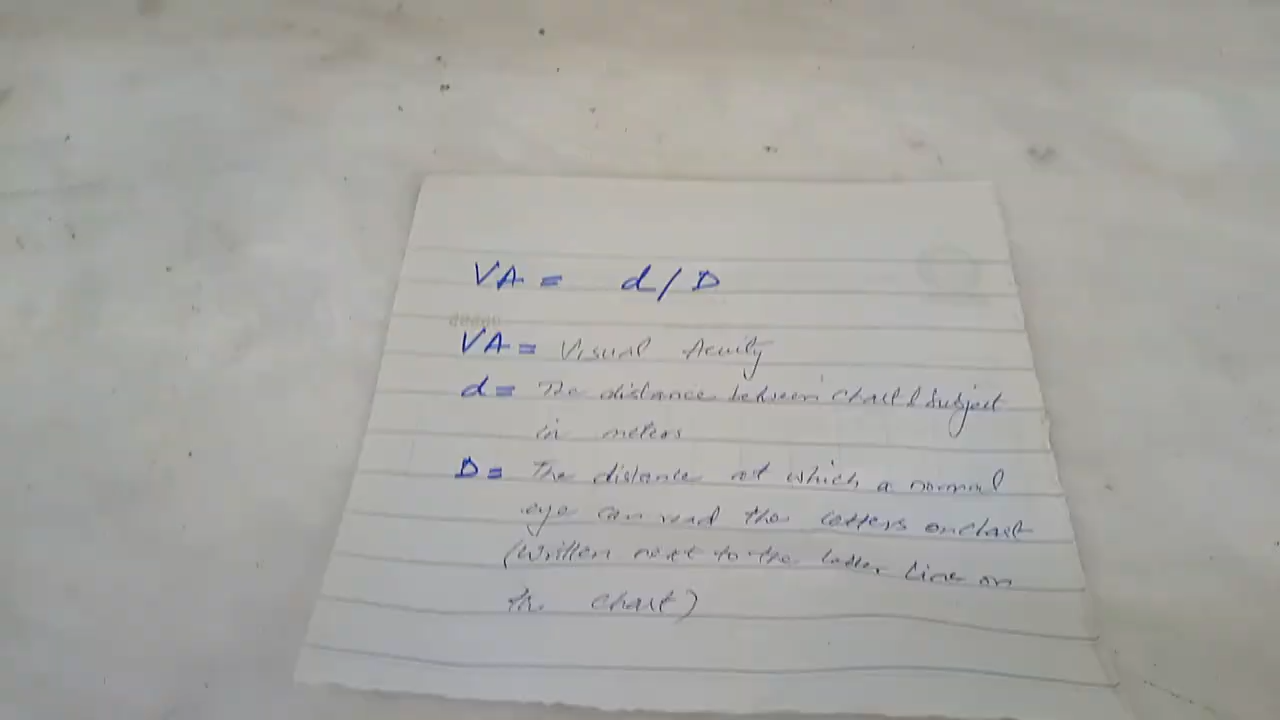 VA = d/D
VA = Visual Acuity
d = The distance between Chart & Subject
in meters
D = The distance at which a normal
eye can read the letters on chart
(written next to the letter line on
the chart)